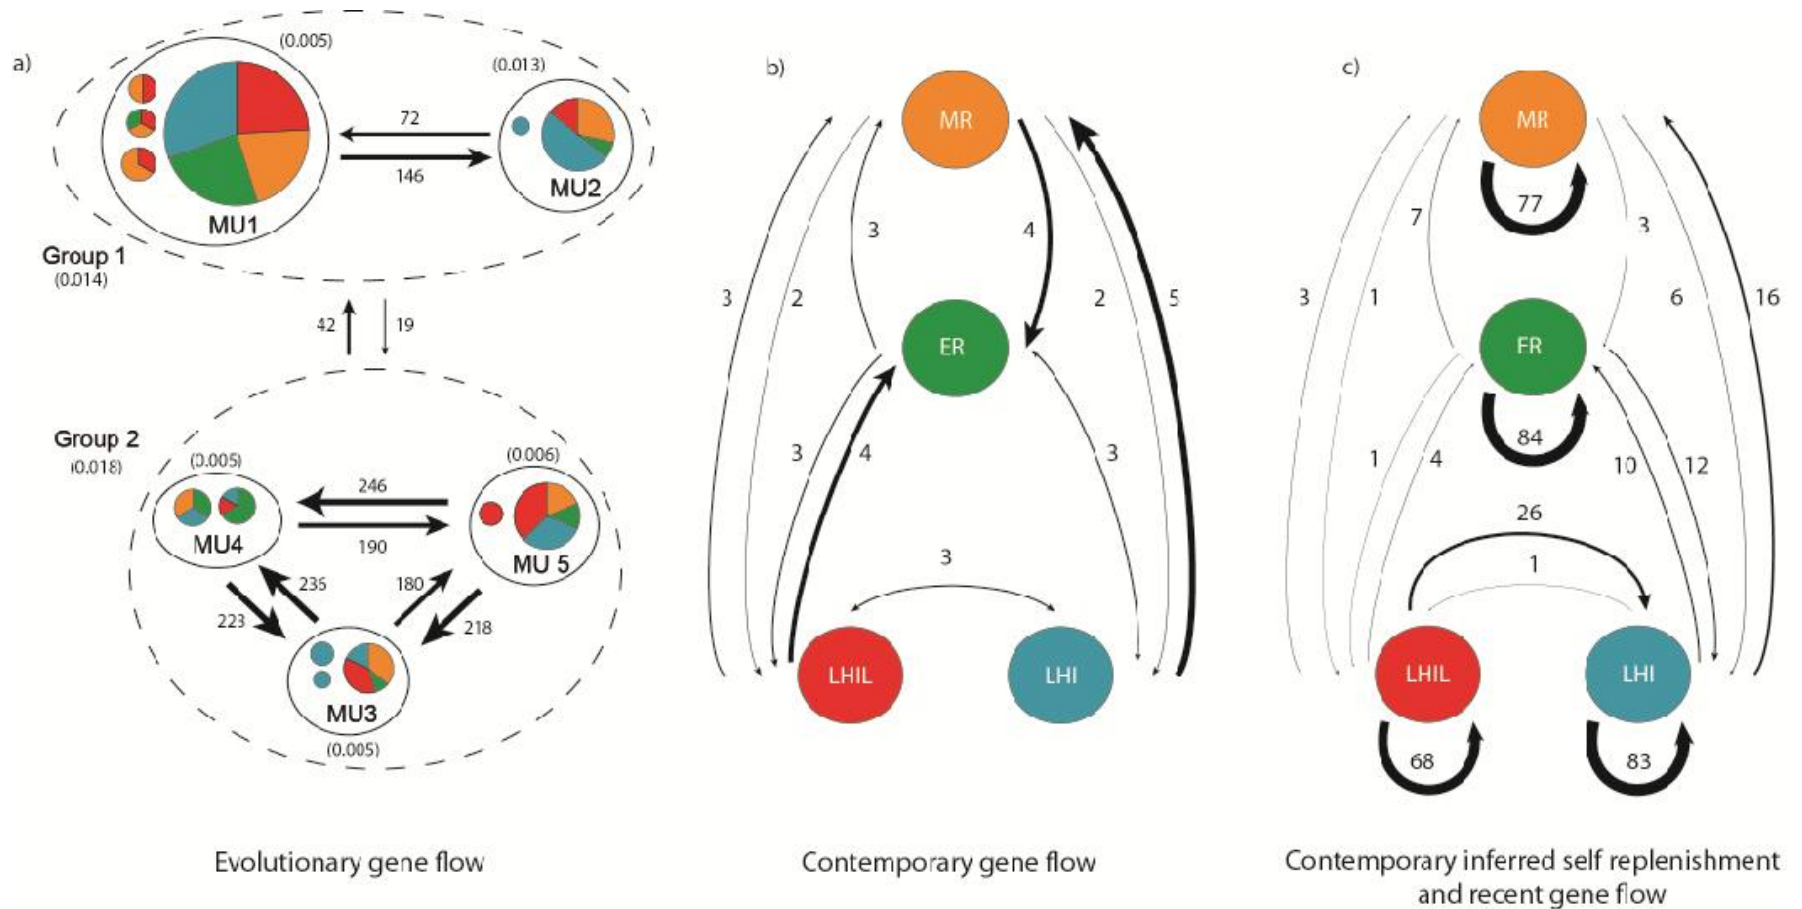 a)
(0.005)
(0.013)
72
146
MU1
MU2
Group 1
(0.014)
42
19
Group 2
(0.018)
(0.005)
(0.006)
246
190
MU4
MU 5
235
180
223
218
MU3
(0.005)
Evolutionary gene flow
b)
MR
3
4
3
2
2
5
ER
3
4
3
3
LHIL
LHI
Contemporary gene flow
c)
MR
77
7
3
3
1
6
16
ER
84
1
4
10
12
26
1
LHIL
LHI
68
83
Contemporary inferred self replenishment
and recent gene flow